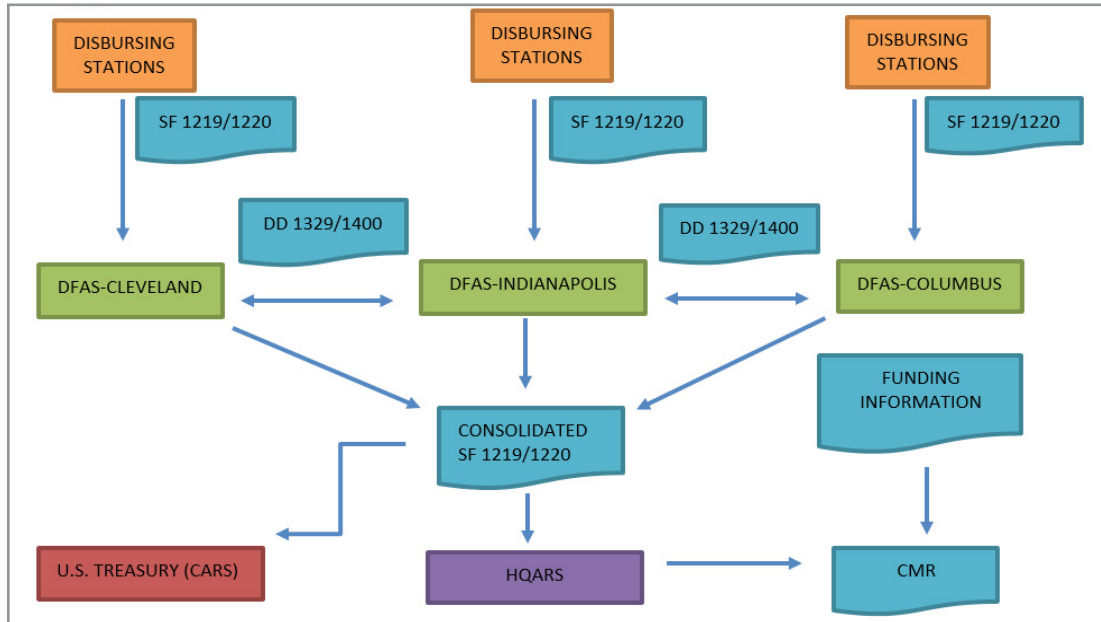 DISBURSING
STATIONS
DISBURSING
STATIONS
DISBURSING
STATIONS
SF 1219/1220
SF 1219/1220
SF 1219/1220
DD 1329/1400
DD 1329/1400
DFAS-CLEVELAND
DFAS-INDIANAPOLIS
DFAS-COLUMBUS
FUNDING
INFORMATION
CONSOLIDATED
SF 1219/1220
U.S. TREASURY (CARS)
HQARS
CMR